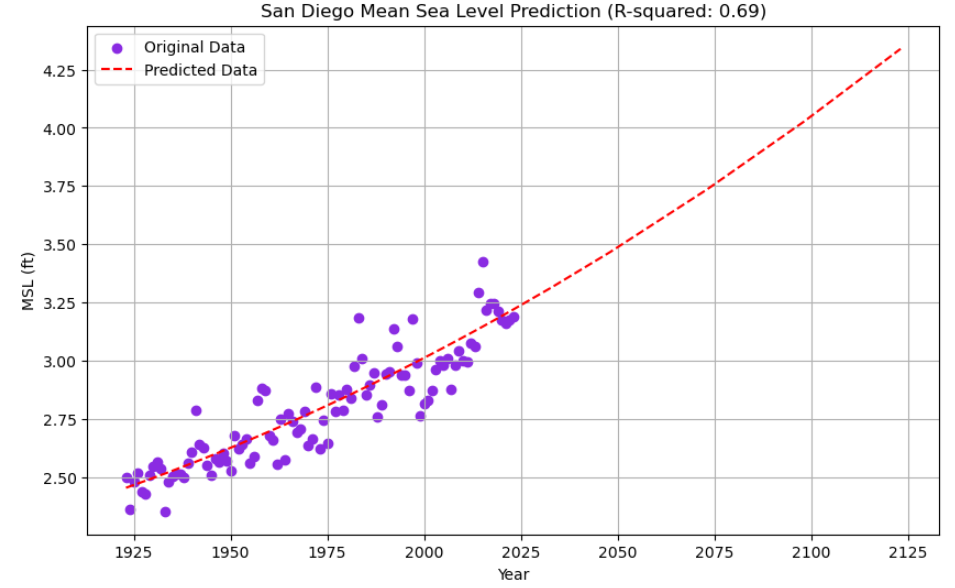 San Diego Mean Sea Level Prediction (R-squared: 0.69)
Original Data
Predicted Data
4.25
4.00
3.75
3.50
3.25
3.00
2.75
2.50
MSL (ft)
1925 1950 1975 2000 2025 2050 2075 2100 2125
Year